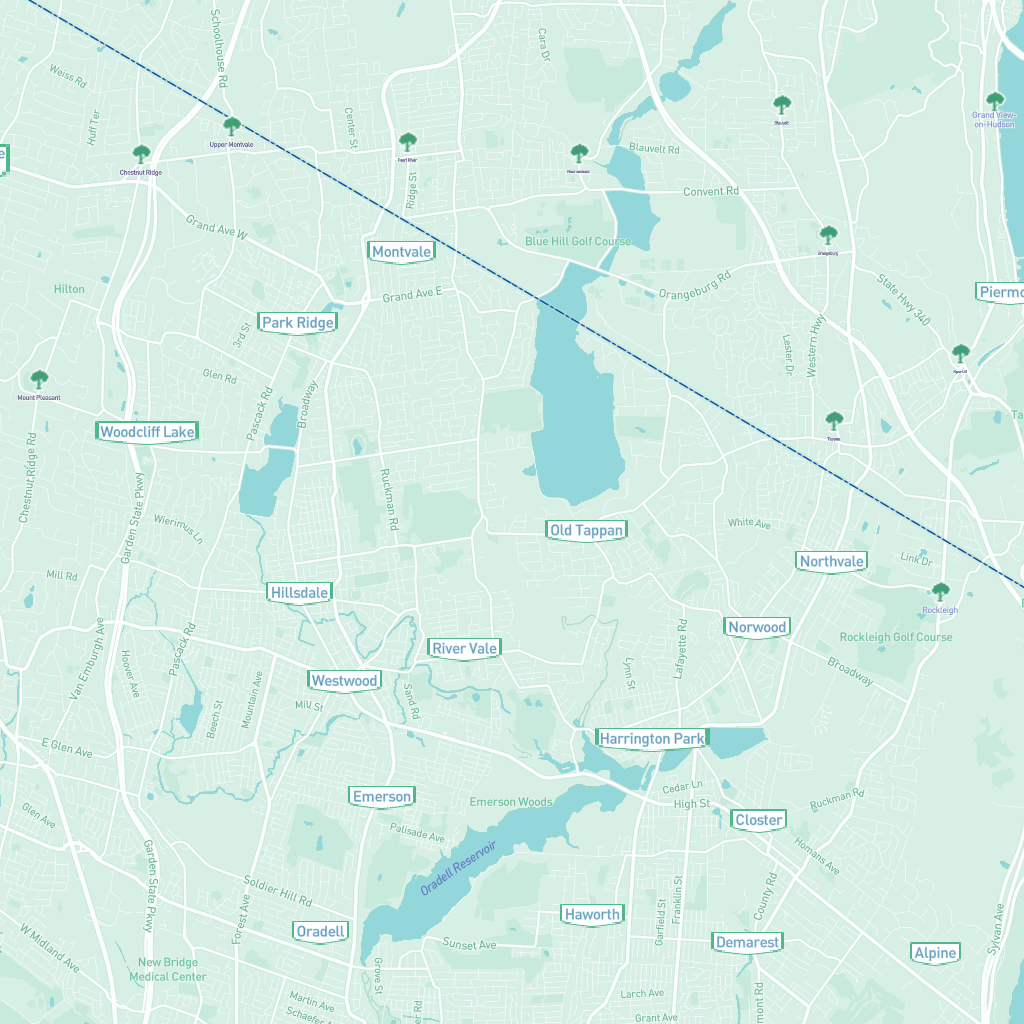 Schoolhouse Rd
Cara Dr
Weiss Rd
Huff Ter
Center St
Grand View-
on-Hudson
Blauvelt
Upper Montvale
Pearl River
Blauvelt Rd
Chestnut Ridge
Ridge St
Convent Rd
Grand Ave W
Montvale
Blue Hill Golf Course
Orangeburg
Orangeburg Rd
State Hwy 340
Hilton
Grand Ave E
Piermo
Park Ridge
3rd St
Western Hwy
Lester Dr
Sparkill
Glen Rd
Mount Pleasant
Pascack Rd
Broadway
Ta
Woodcliff Lake
Tappan
Chestnut Ridge Rd
Garden State Pkwy
Ruckman Rd
Wierimus Ln
Old Tappan
White Ave
Northvale
Link Dr
Mill Rd
Hillsdale
Rockleigh
Van Emburgh Ave
Pascack Rd
River Vale
Lafayette Rd
Norwood
Rockleigh Golf Course
Hoover Ave
Lynn St
Broadway
Westwood
Mountain Ave
Beech St
Sand Rd
Mill St
E Glen Ave
Harrington Park
Emerson
Emerson Woods
Cedar Ln
High St
Ruckman Rd
Glen Ave
Closter
Palisade Ave
Homans Ave
Oradell Reservoir
Garden State Pkwy
Soldier Hill Rd
Franklin St
County Rd
Forest Ave
Oradell
Haworth
Garfield St
Sylvan Ave
W Midland Ave
Sunset Ave
Demarest
Alpine
New Bridge
Medical Center
Grove St
Martin Ave
Larch Ave
mont Rd
Schaefer A
er Rd
Grant Ave